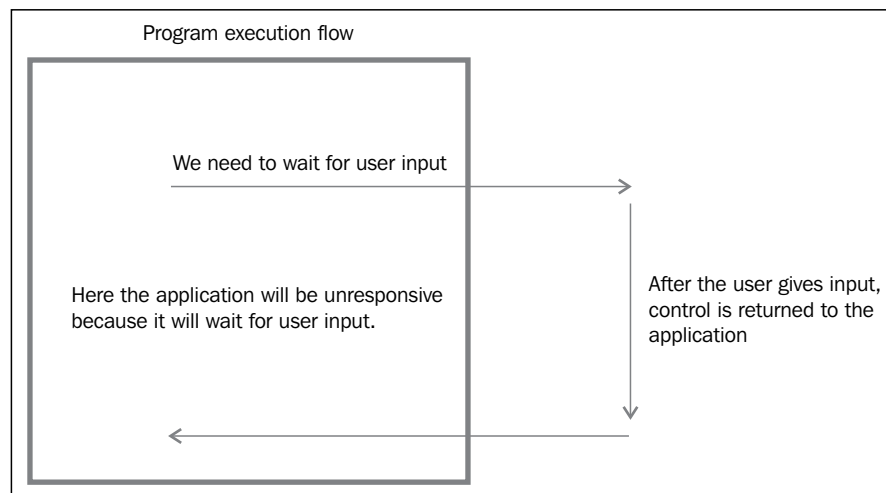 Program execution flow
We need to wait for user input
Here the application will be unresponsive
because it will wait for user input.
After the user gives input,
control is returned to the
application